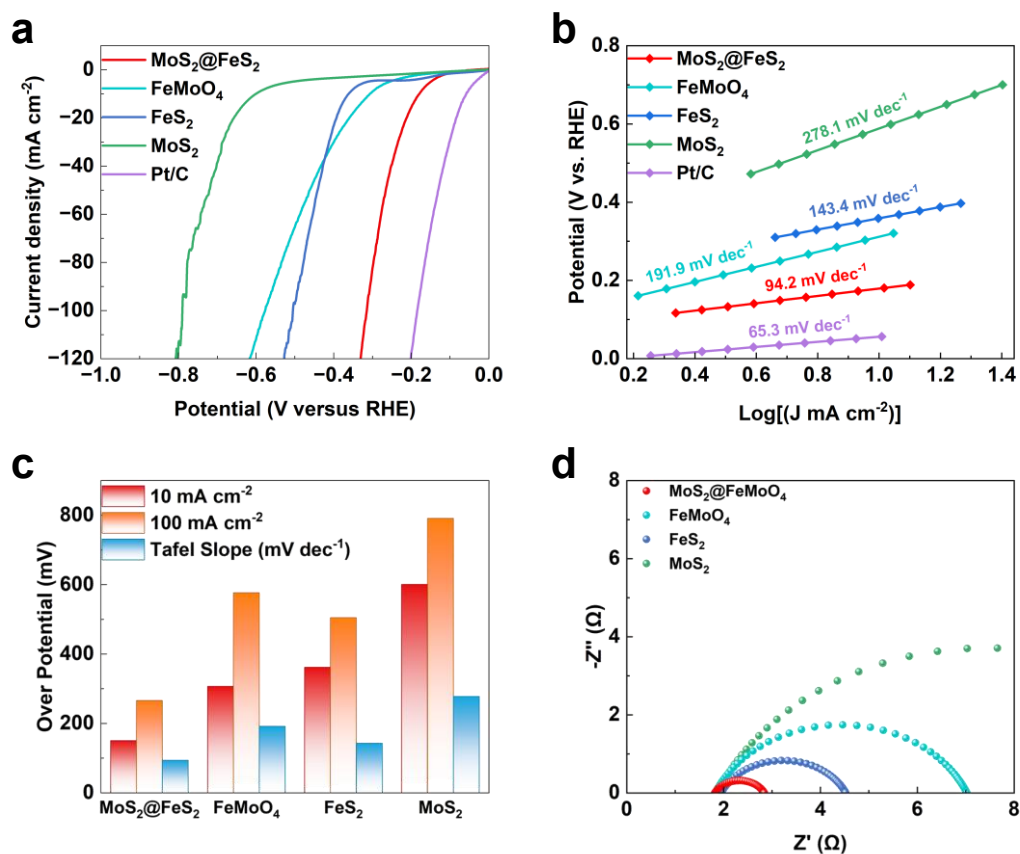 a
MoS₂@FeS₂
FeMoO₄
FeS₂
MoS₂
Pt/C
0
−20
−40
−60
−80
−100
−120
Current density (mA cm⁻²)
−1.0 −0.8 −0.6 −0.4 −0.2 0.0
Potential (V versus RHE)
b
MoS₂@FeS₂
FeMoO₄
FeS₂
MoS₂
Pt/C
278.1 mV dec⁻¹
143.4 mV dec⁻¹
191.9 mV dec⁻¹
94.2 mV dec⁻¹
65.3 mV dec⁻¹
0.8
0.6
0.4
0.2
0.0
Potential (V vs. RHE)
0.2 0.4 0.6 0.8 1.0 1.2 1.4
Log[(J mA cm⁻²)]
c
10 mA cm⁻²
100 mA cm⁻²
Tafel Slope (mV dec⁻¹)
800
600
400
200
0
Over Potential (mV)
MoS₂@FeS₂ FeMoO₄ FeS₂ MoS₂
d
MoS₂@FeMoO₄
FeMoO₄
FeS₂
MoS₂
8
6
4
2
0
-Z'' (Ω)
0 2 4 6 8
Z' (Ω)